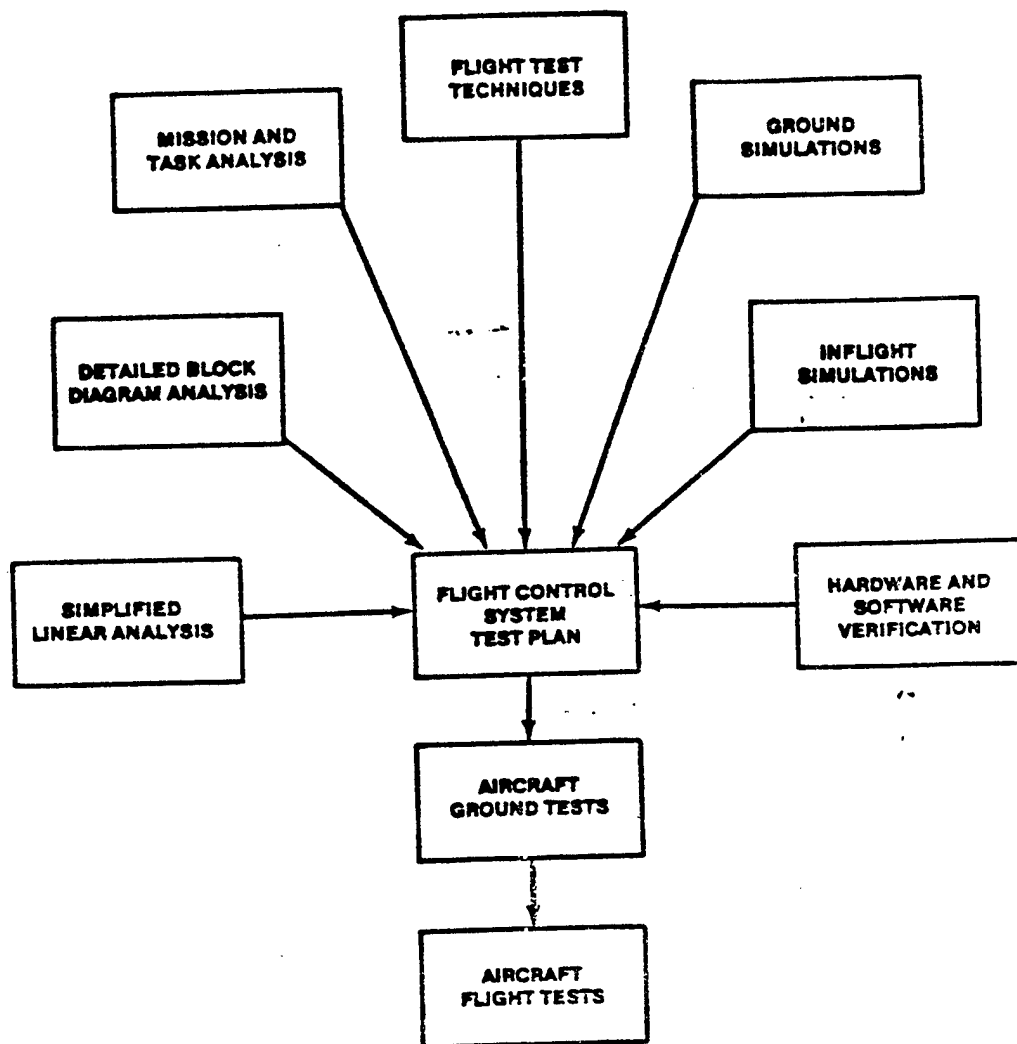 FLIGHT TEST
TECHNIQUES
MISSION AND
TASK ANALYSIS
GROUND
SIMULATIONS
DETAILED BLOCK
DIAGRAM ANALYSIS
INFLIGHT
SIMULATIONS
SIMPLIFIED
LINEAR ANALYSIS
FLIGHT CONTROL
SYSTEM
TEST PLAN
HARDWARE AND
SOFTWARE
VERIFICATION
AIRCRAFT
GROUND TESTS
AIRCRAFT
FLIGHT TESTS